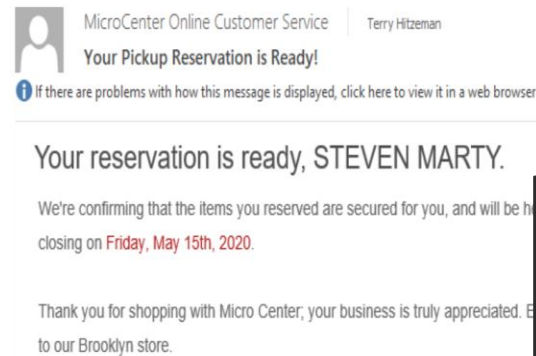 MicroCenter Online Customer Service Terry Hitzeman
Your Pickup Reservation is Ready!
If there are problems with how this message is displayed, click here to view it in a web browser
Your reservation is ready, STEVEN MARTY.
We're confirming that the items you reserved are secured for you, and will be
closing on Friday, May 15th, 2020.
Thank you for shopping with Micro Center; your business is truly appreciated.
to our Brooklyn store.